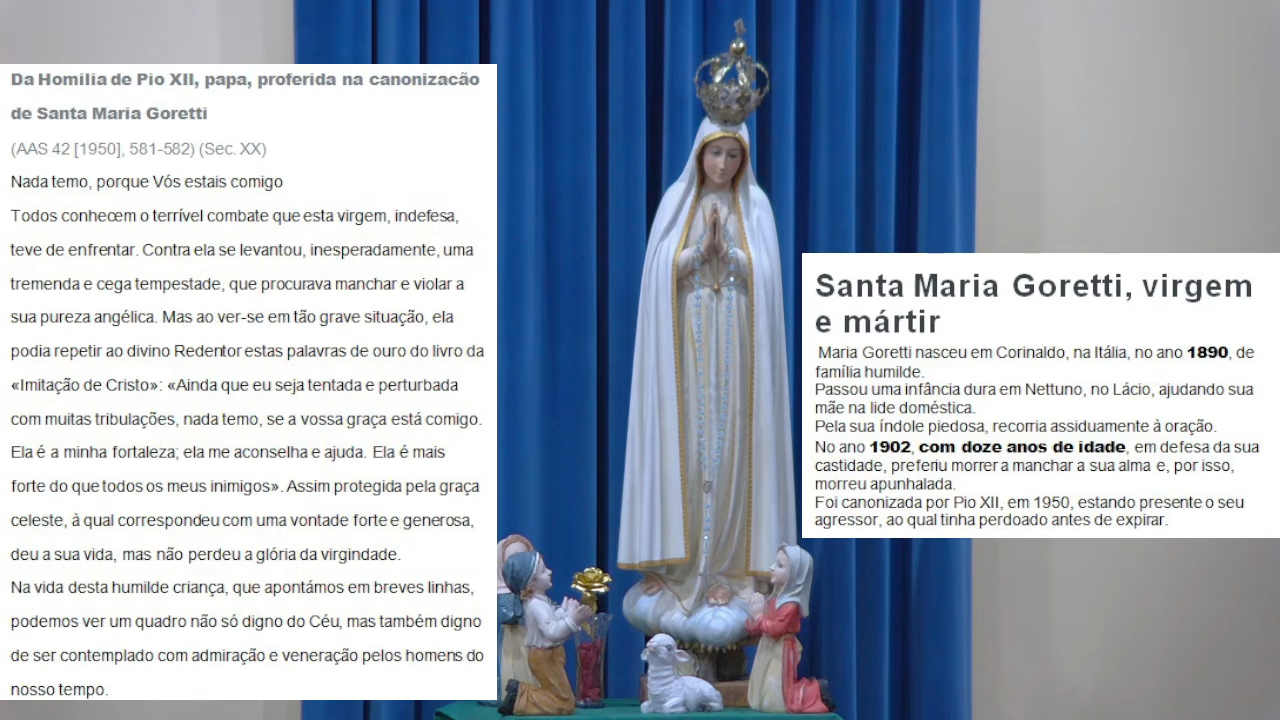 Da Homilia de Pio XII, papa, proferida na canonizacão
de Santa Maria Goretti
(AAS 42 [1950], 581-582) (Sec. XX)
Nada temo, porque Vós estais comigo
Todos conhecem o terrível combate que esta virgem, indefesa,
teve de enfrentar. Contra ela se levantou, inesperadamente, uma
tremenda e cega tempestade, que procurava manchar e violar a
sua pureza angélica. Mas ao ver-se em tão grave situação, ela
podia repetir ao divino Redentor estas palavras de ouro do livro da
«Imitação de Cristo»: «Ainda que eu seja tentada e perturbada
com muitas tribulações, nada temo, se a vossa graça está comigo.
Ela é a minha fortaleza; ela me aconselha e ajuda. Ela é mais
forte do que todos os meus inimigos». Assim protegida pela graça
celeste, à qual correspondeu com uma vontade forte e generosa,
deu a sua vida, mas não perdeu a glória da virgindade.
Na vida desta humilde criança, que apontámos em breves linhas,
podemos ver um quadro não só digno do Céu, mas também digno
de ser contemplado com admiração e veneração pelos homens do
nosso tempo.
Santa Maria Goretti, virgem
e mártir
Maria Goretti nasceu em Corinaldo, na Itália, no ano 1890, de
família humilde.
Passou uma infância dura em Nettuno, no Lácio, ajudando sua
mãe na lide doméstica.
Pela sua índole piedosa, recorria assiduamente à oração.
No ano 1902, com doze anos de idade, em defesa da sua
castidade, preferiu morrer a manchar a sua alma e, por isso,
morreu apunhalada.
Foi canonizada por Pio XII, em 1950, estando presente o seu
agressor, ao qual tinha perdoado antes de expirar.